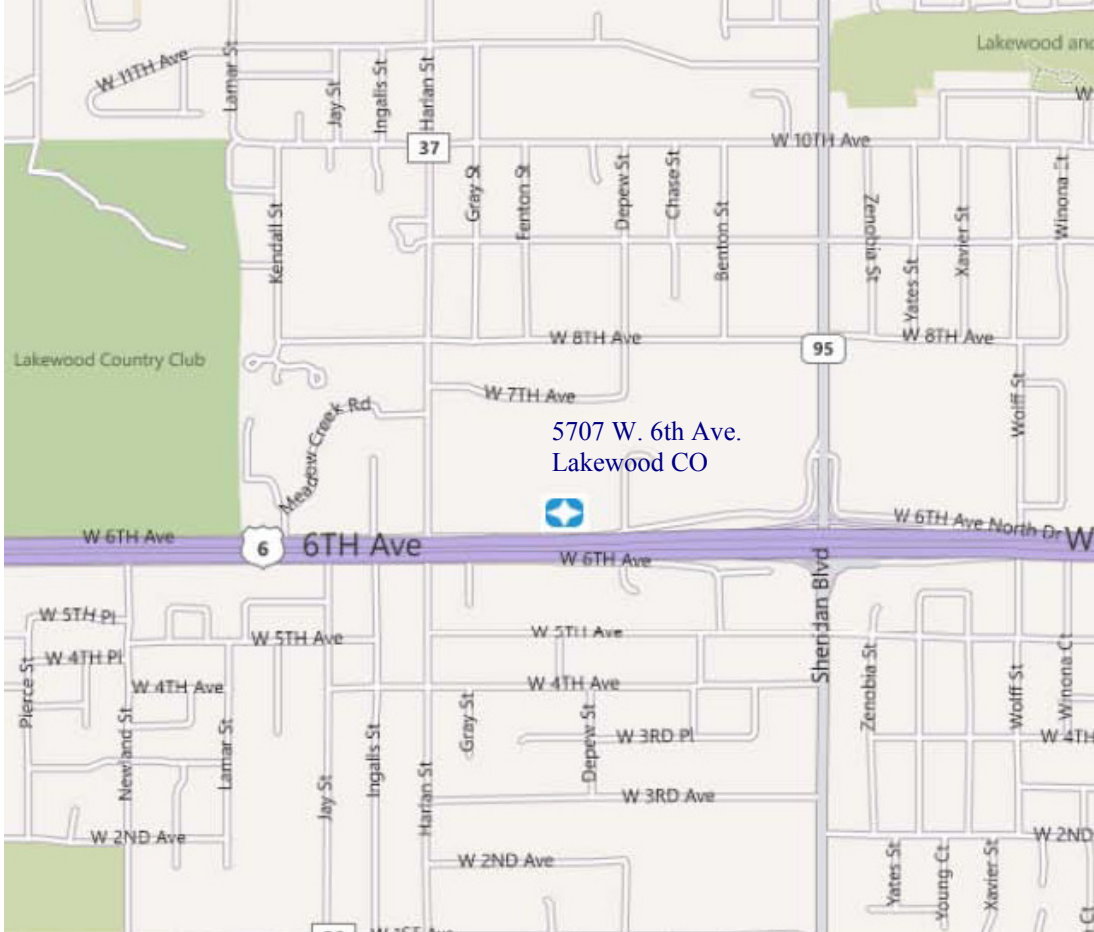 Lakewood and
W 11TH Ave
Lamar St
Jay St
Ingalls St
Harlan St
W
37
W 10TH Ave
Kendall St
Gray St
Fenton St
Depew St
Chase St
Benton St
Zenobia St
Yates St
Xavier St
Winona Ct
Lakewood Country Club
W 8TH Ave
95
W 8TH Ave
W 7TH Ave
Meadow Creek Rd
Wolff St
5707 W. 6th Ave.
Lakewood CO
W 6TH Ave
6
6TH Ave
W 6TH Ave
W 6TH Ave North Dr
W
Sheridan Blvd
W 5TH Pl
W 5TH Ave
W 5TH Ave
W 4TH Pl
W 4TH Ave
W 4TH Ave
Pierce St
Newland St
Lamar St
Jay St
Ingalls St
Harlan St
Gray St
Depew St
W 3RD Pl
Zenobia St
Wolff St
Winona Ct
W 4TH
W 3RD Ave
W 2ND Ave
W 2ND Ave
W 2ND
Yates St
Young Ct
Xavier St
Ct